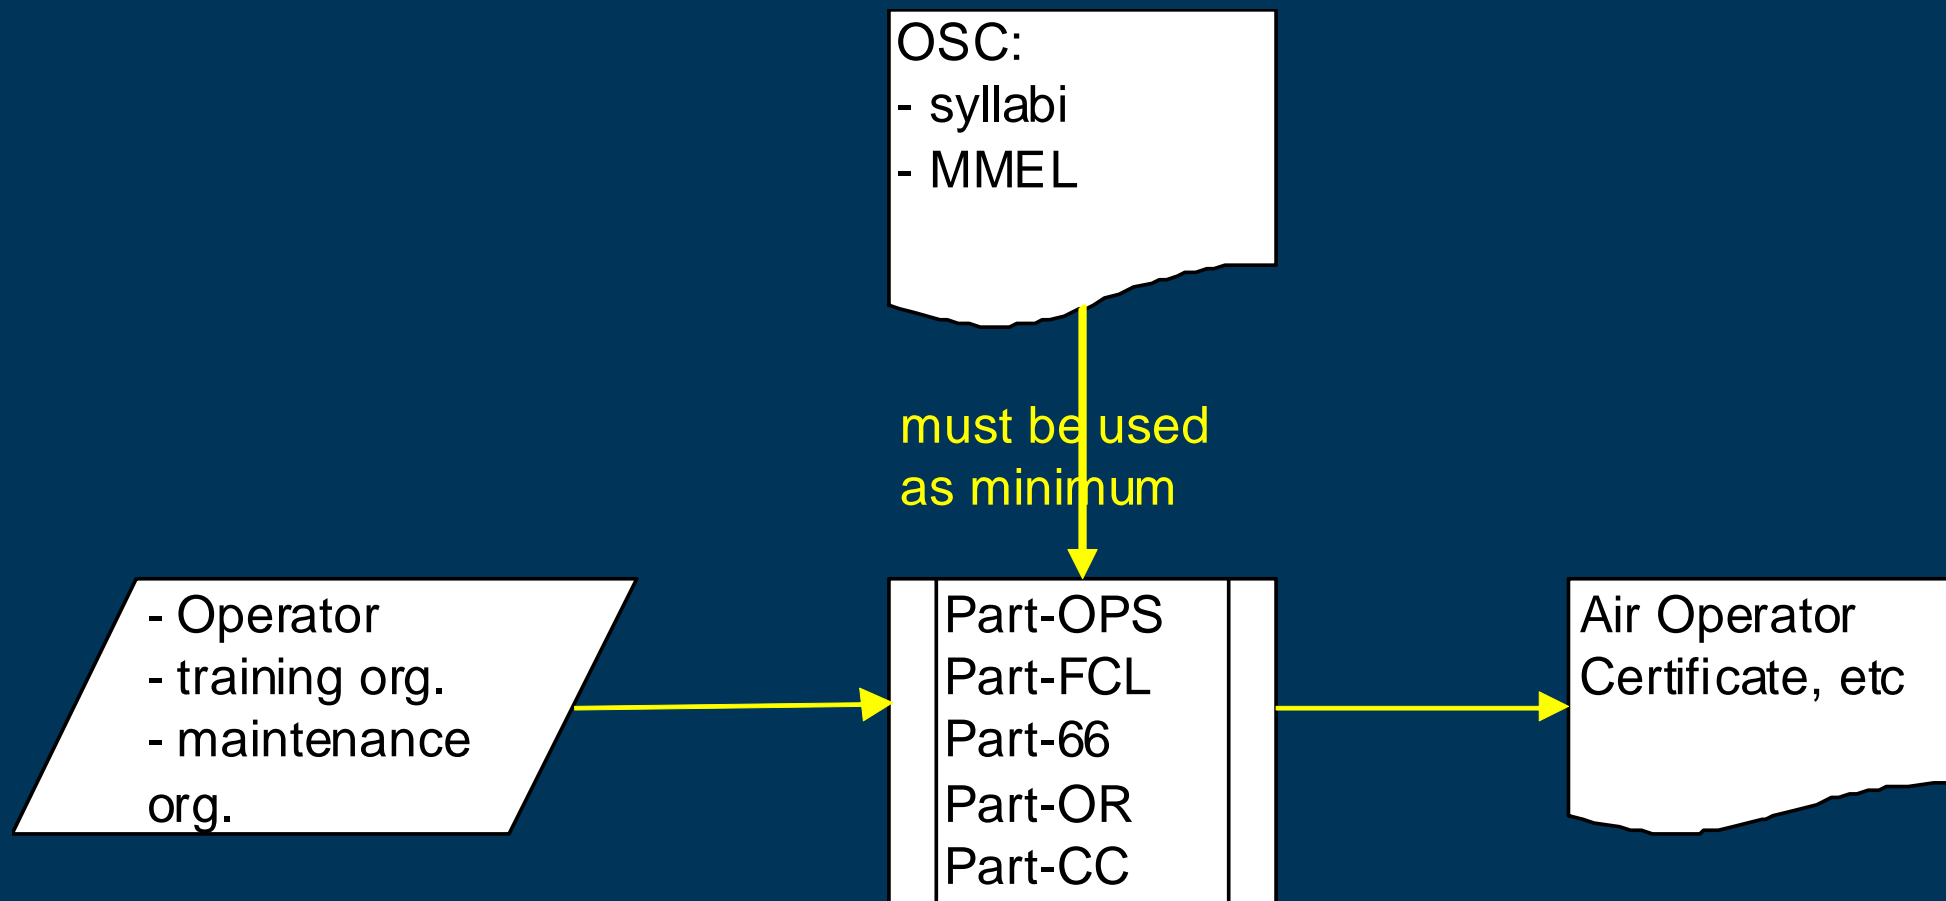 OSC:
- syllabi
- MMEL
must be used
as minimum
- Operator
- training org.
- maintenance
org.
Part-OPS
Part-FCL
Part-66
Part-OR
Part-CC
Air Operator
Certificate, etc